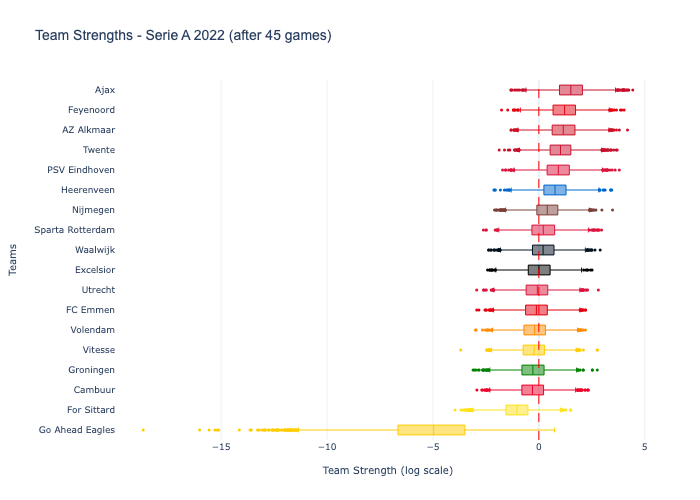 Team Strengths - Serie A 2022 (after 45 games)
Ajax
Feyenoord
AZ Alkmaar
Twente
PSV Eindhoven
Heerenveen
Nijmegen
Sparta Rotterdam
Waalwijk
Excelsior
Utrecht
FC Emmen
Volendam
Vitesse
Groningen
Cambuur
For Sittard
Go Ahead Eagles
Teams
−15 −10 −5 0 5
Team Strength (log scale)